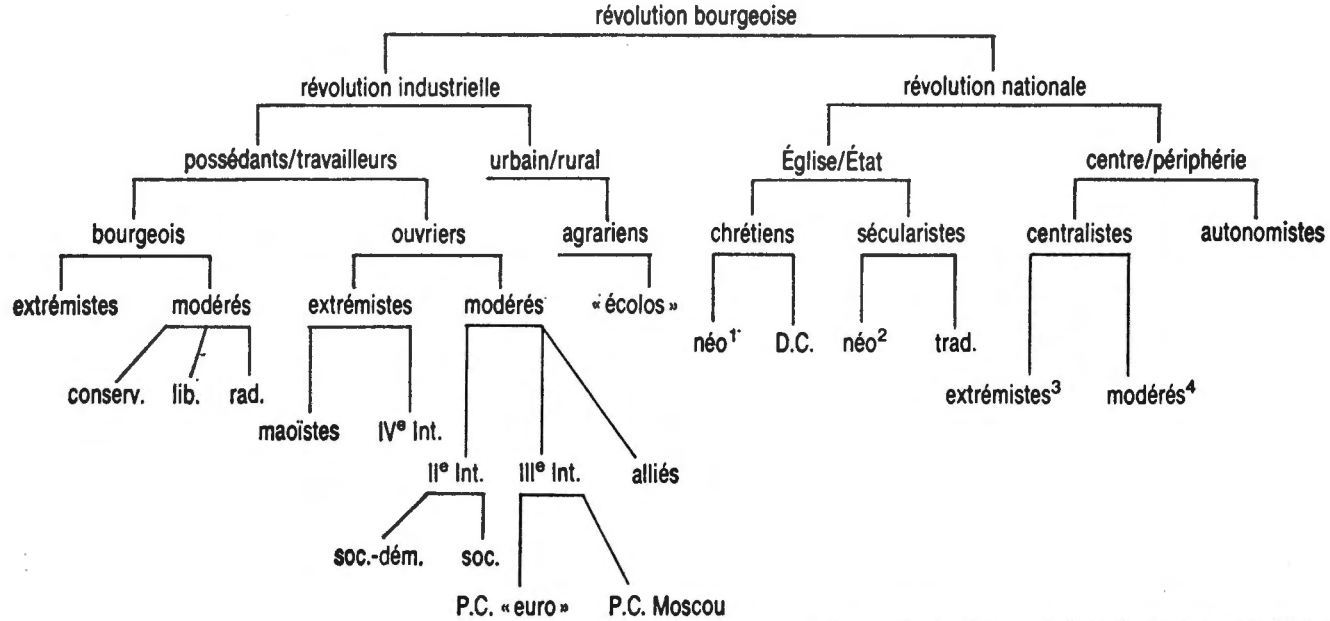 révolution bourgeoise
révolution industrielle révolution nationale
possédants/travailleurs urbain/rural Église/État centre/périphérie
bourgeois ouvriers agrariens chrétiens sécularistes centralistes autonomistes
extrémistes modérés extrémistes modérés « écolos »
néo¹ D.C. néo² trad.
conserv. lib. rad. extrémistes³ modérés⁴
maoïstes IVᵉ Int.
IIᵉ Int. IIIᵉ Int. alliés
soc.-dém. soc.
P.C. « euro » P.C. Moscou